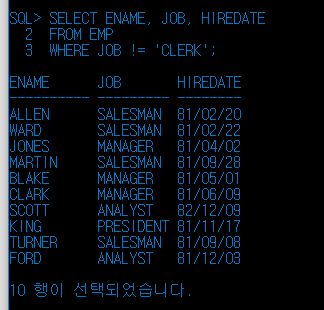 SQL> SELECT ENAME, JOB, HIREDATE
2 FROM EMP
3 WHERE JOB != 'CLERK';
ENAME JOB HIREDATE
---------- --------- --------
ALLEN SALESMAN 81/02/20
WARD SALESMAN 81/02/22
JONES MANAGER 81/04/02
MARTIN SALESMAN 81/09/28
BLAKE MANAGER 81/05/01
CLARK MANAGER 81/06/09
SCOTT ANALYST 82/12/09
KING PRESIDENT 81/11/17
TURNER SALESMAN 81/09/08
FORD ANALYST 81/12/03
10 행이 선택되었습니다.